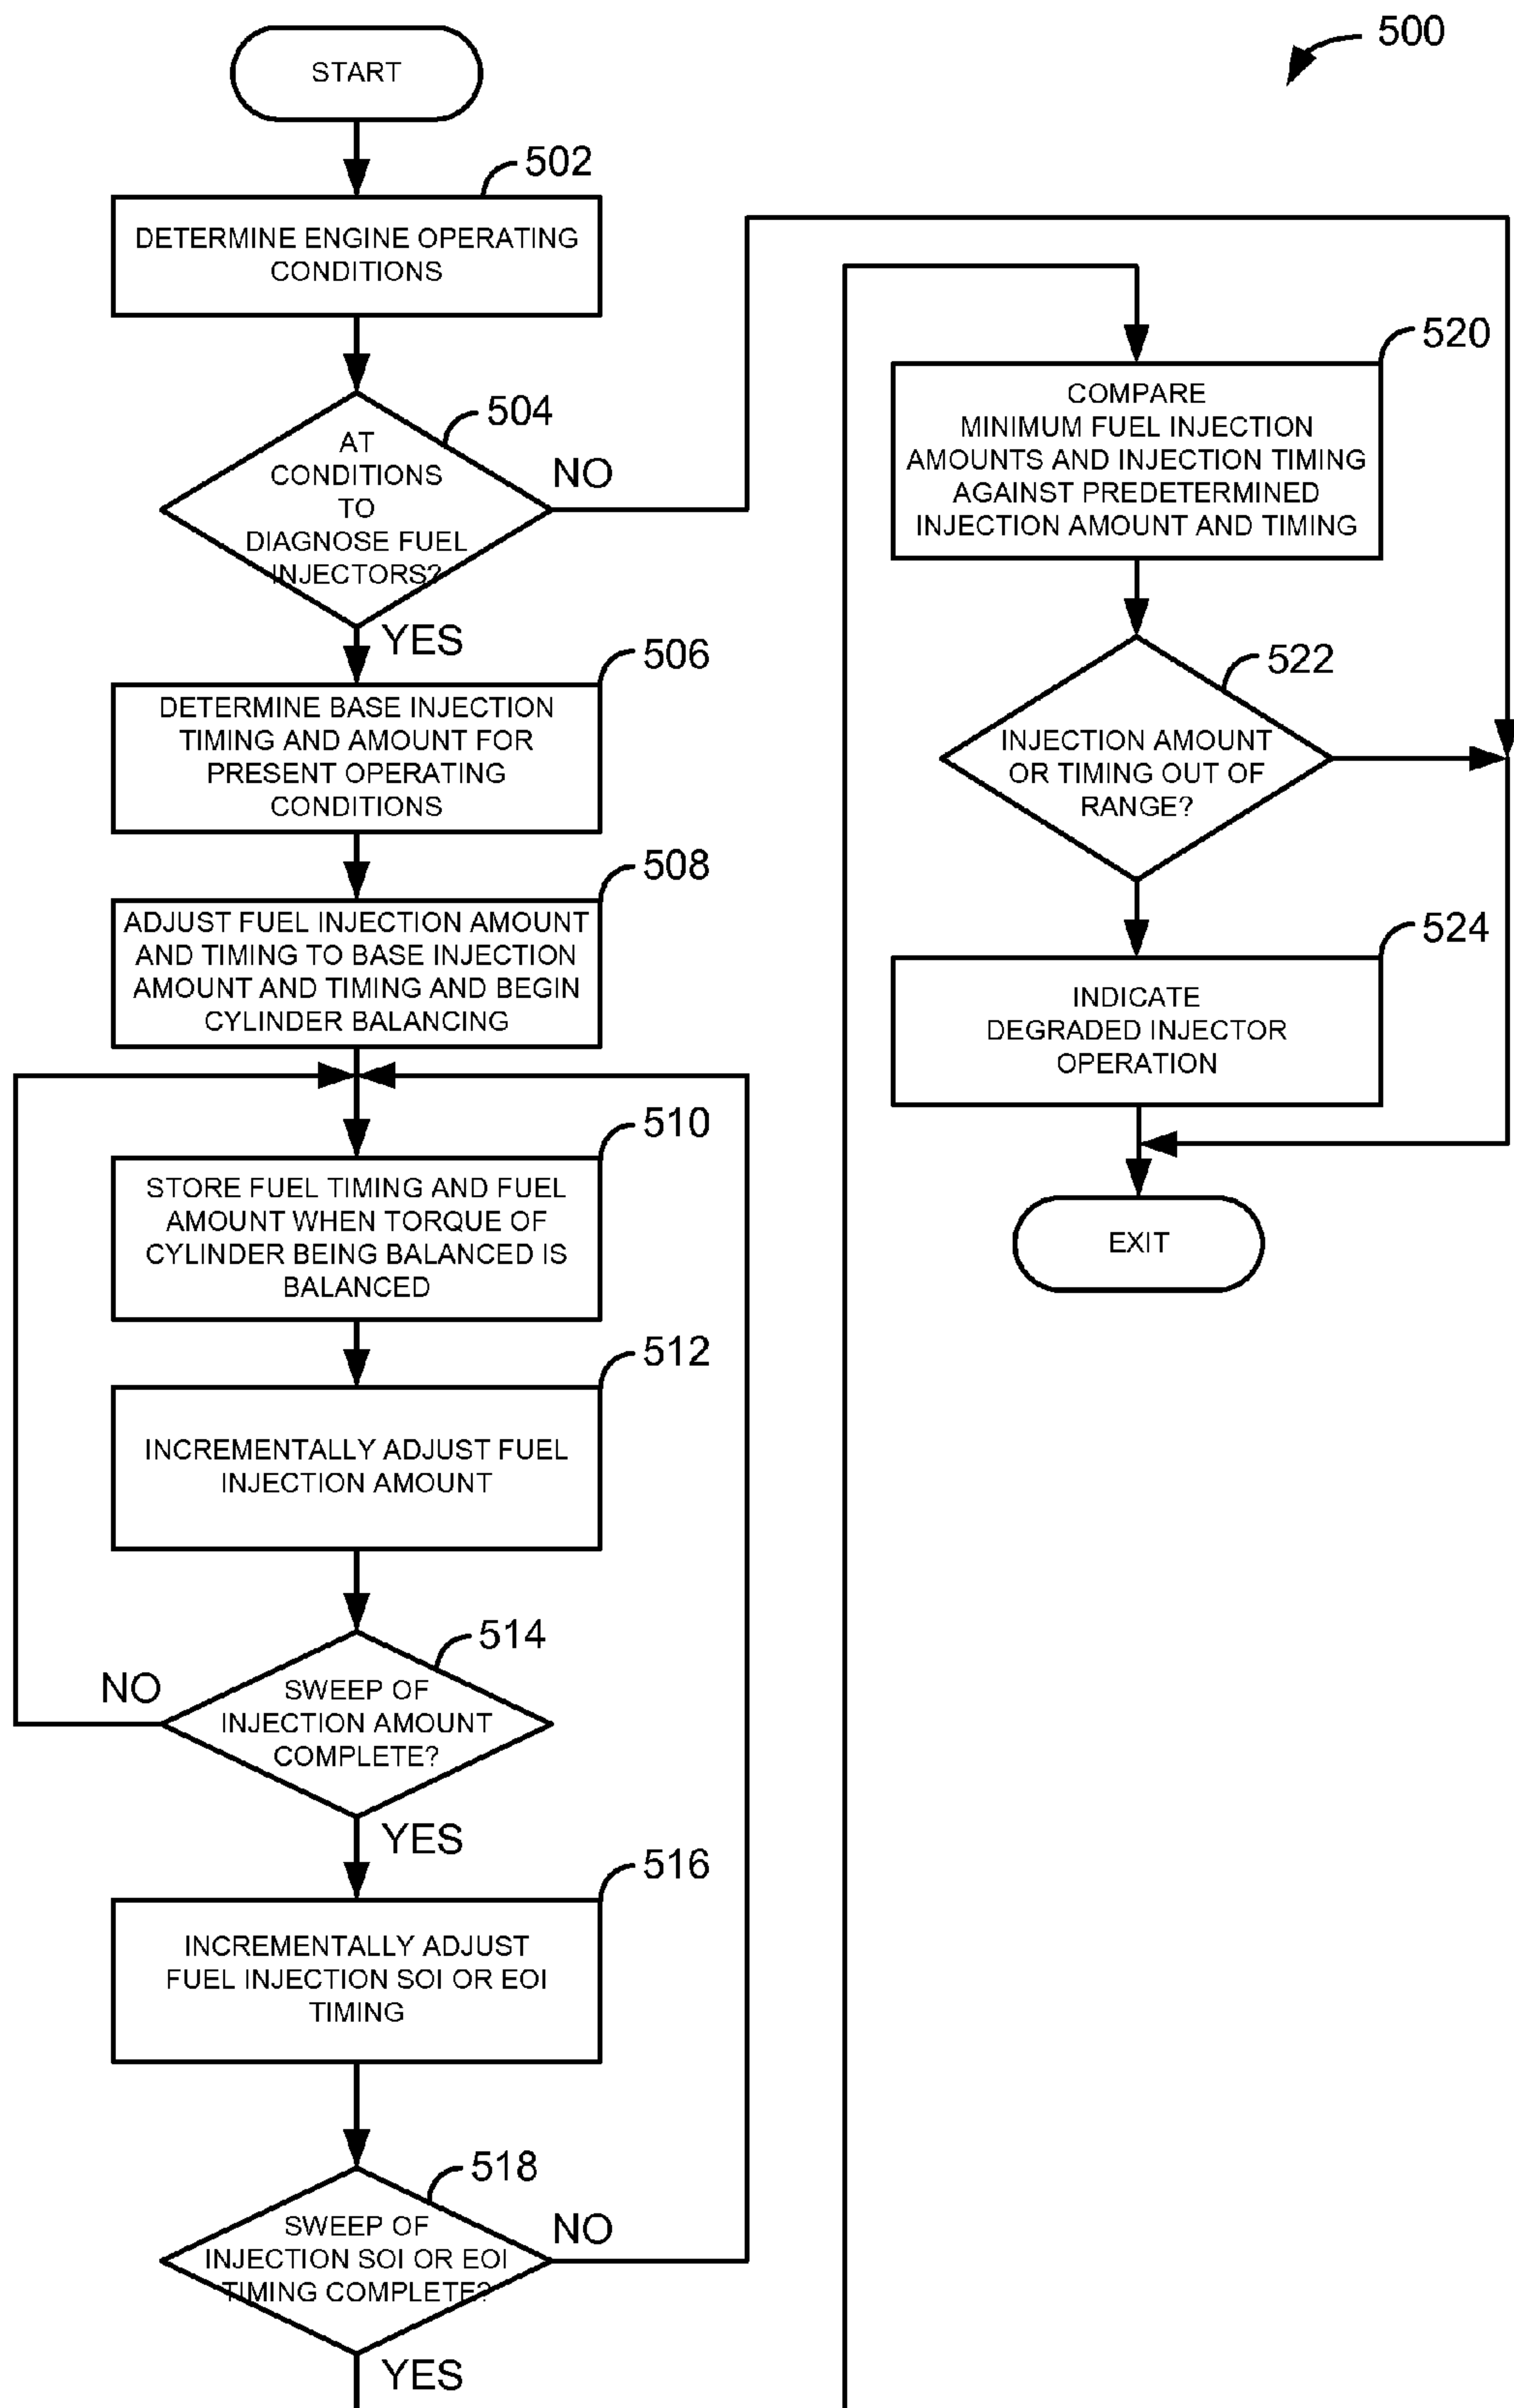 500
START
502
DETERMINE ENGINE OPERATING
CONDITIONS
504
AT
CONDITIONS
TO
DIAGNOSE FUEL
INJECTORS?
NO
YES
506
DETERMINE BASE INJECTION
TIMING AND AMOUNT FOR
PRESENT OPERATING
CONDITIONS
508
ADJUST FUEL INJECTION AMOUNT
AND TIMING TO BASE INJECTION
AMOUNT AND TIMING AND BEGIN
CYLINDER BALANCING
510
STORE FUEL TIMING AND FUEL
AMOUNT WHEN TORQUE OF
CYLINDER BEING BALANCED IS
BALANCED
512
INCREMENTALLY ADJUST FUEL
INJECTION AMOUNT
514
NO
SWEEP OF
INJECTION AMOUNT
COMPLETE?
YES
516
INCREMENTALLY ADJUST
FUEL INJECTION SOI OR EOI
TIMING
518
SWEEP OF
INJECTION SOI OR EOI
TIMING COMPLETE?
NO
YES
520
COMPARE
MINIMUM FUEL INJECTION
AMOUNTS AND INJECTION TIMING
AGAINST PREDETERMINED
INJECTION AMOUNT AND TIMING
522
INJECTION AMOUNT
OR TIMING OUT OF
RANGE?
524
INDICATE
DEGRADED INJECTOR
OPERATION
EXIT